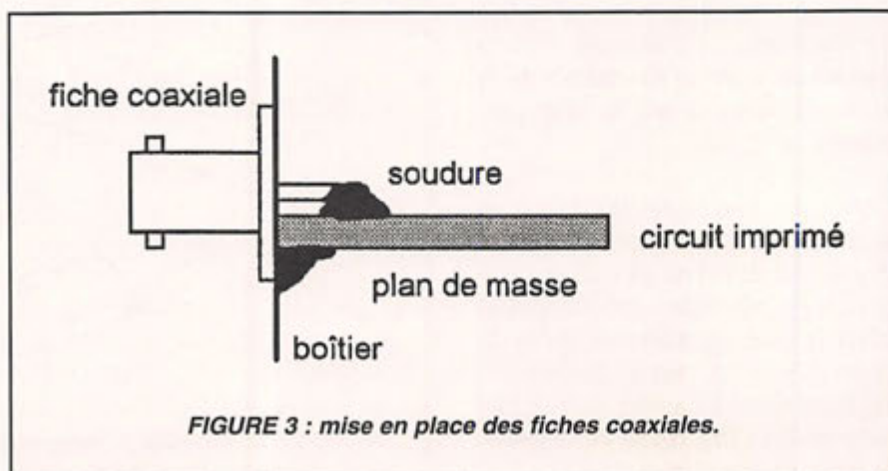 fiche coaxiale
soudure
circuit imprimé
plan de masse
boîtier
FIGURE 3 : mise en place des fiches coaxiales.